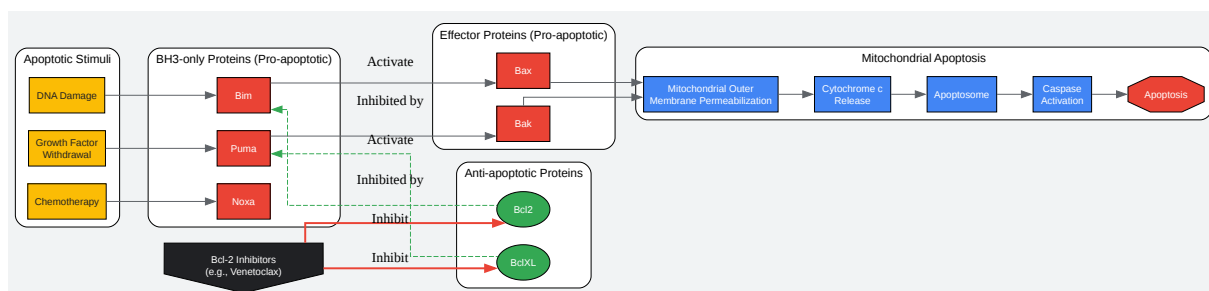 Apoptotic Stimuli
DNA Damage
Growth Factor
Withdrawal
Chemotherapy
BH3-only Proteins (Pro-apoptotic)
Bim
Puma
Noxa
Bcl-2 Inhibitors
(e.g., Venetoclax)
Activate
Inhibited by
Activate
Inhibited by
Inhibit
Inhibit
Effector Proteins (Pro-apoptotic)
Bax
Bak
Anti-apoptotic Proteins
Bcl2
BclXL
Mitochondrial Apoptosis
Mitochondrial Outer
Membrane Permeabilization
Cytochrome c
Release
Apoptosome
Caspase
Activation
Apoptosis